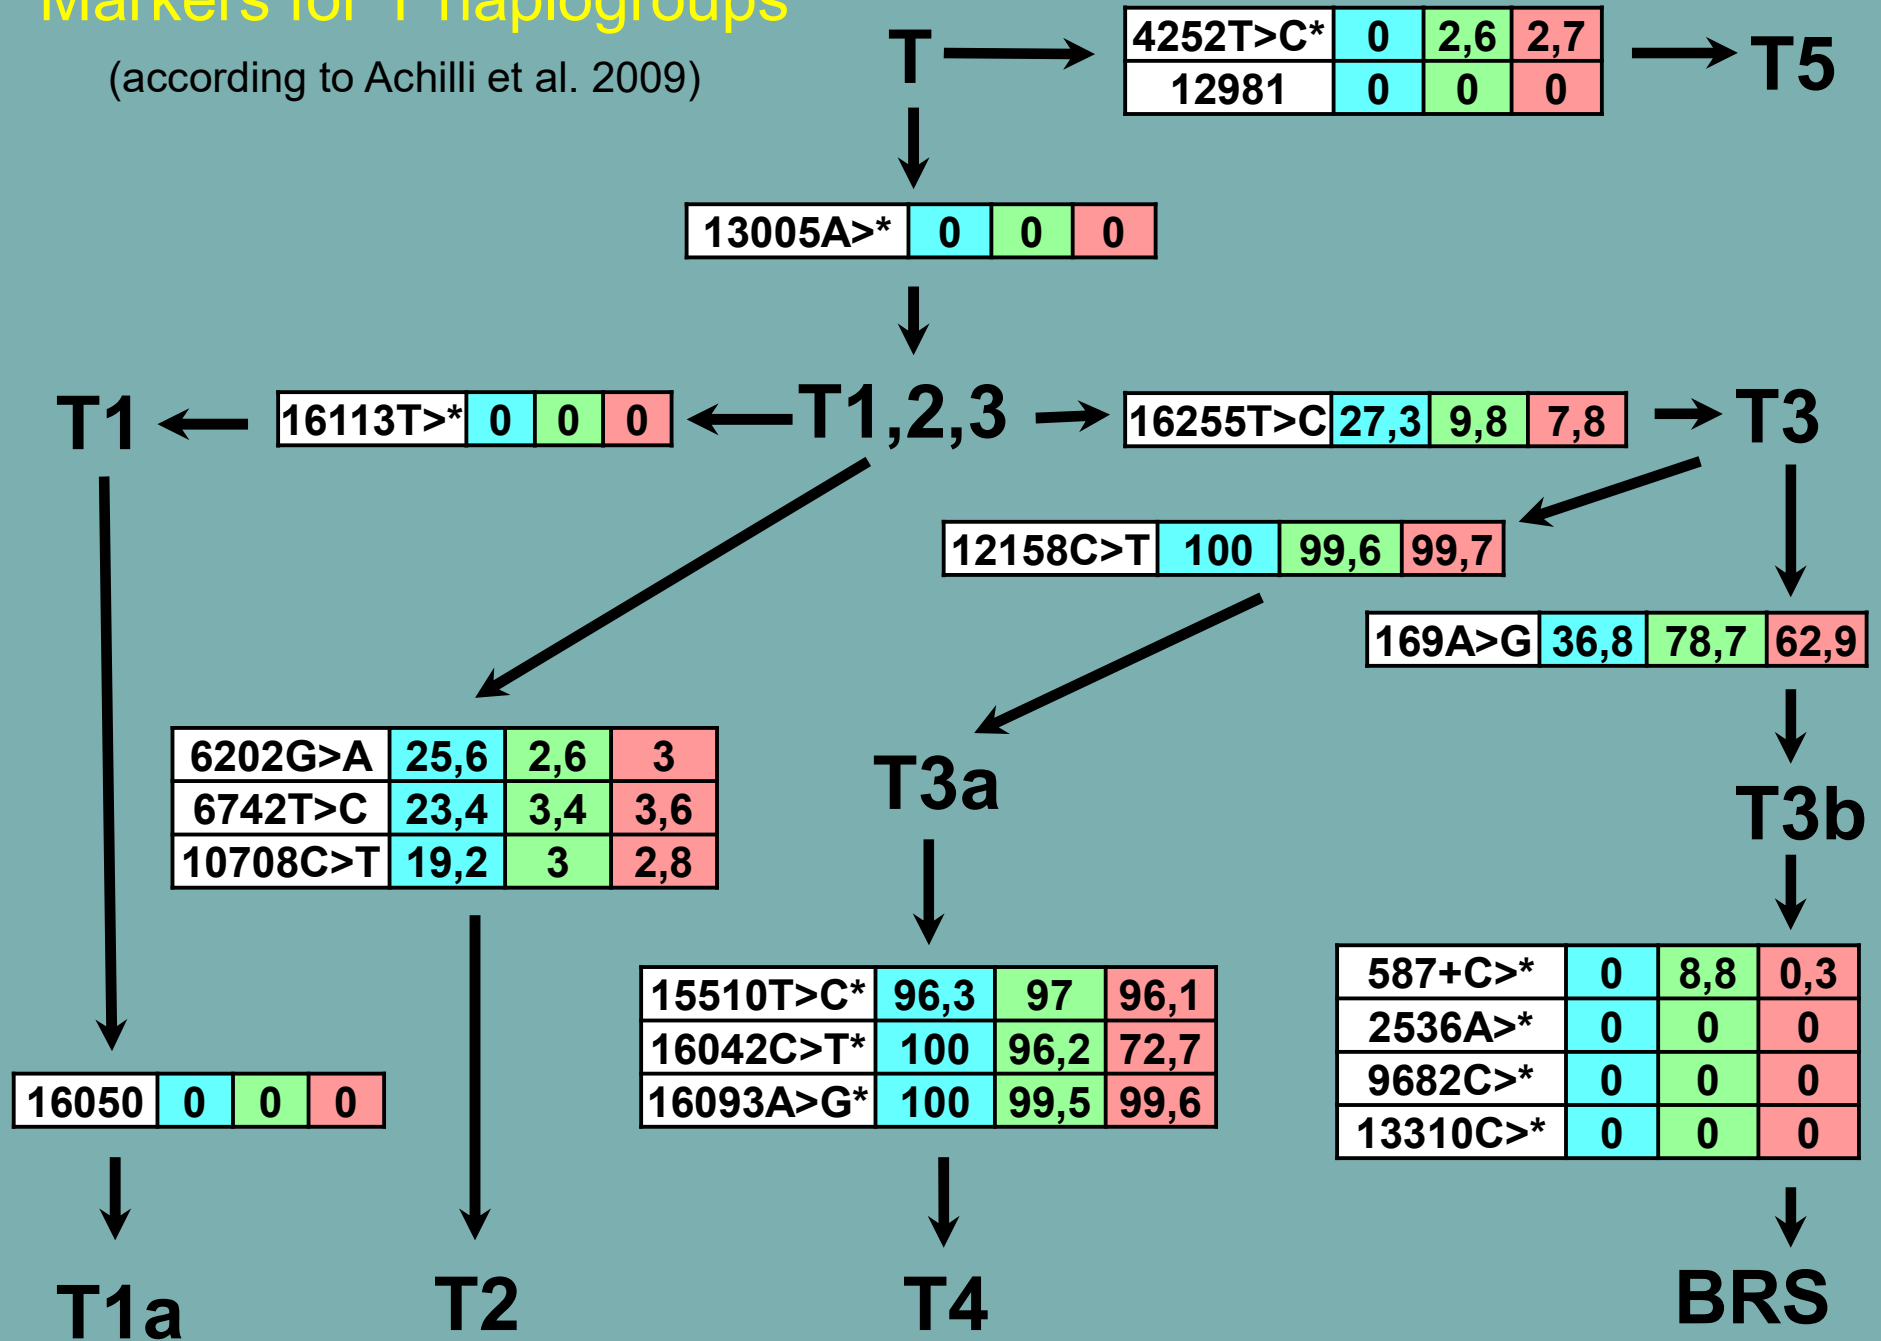 Markers for T haplogroups
(according to Achilli et al. 2009)
T
4252T>C* 0 2,6 2,7
12981 0 0 0
T5
13005A>* 0 0 0
T1
16113T>* 0 0 0
T1,2,3
16255T>C 27,3 9,8 7,8
T3
12158C>T 100 99,6 99,7
169A>G 36,8 78,7 62,9
6202G>A 25,6 2,6 3
6742T>C 23,4 3,4 3,6
10708C>T 19,2 3 2,8
T3a
T3b
15510T>C* 96,3 97 96,1
16042C>T* 100 96,2 72,7
16093A>G* 100 99,5 99,6
587+C>* 0 8,8 0,3
2536A>* 0 0 0
9682C>* 0 0 0
13310C>* 0 0 0
16050 0 0 0
T1a
T2
T4
BRS